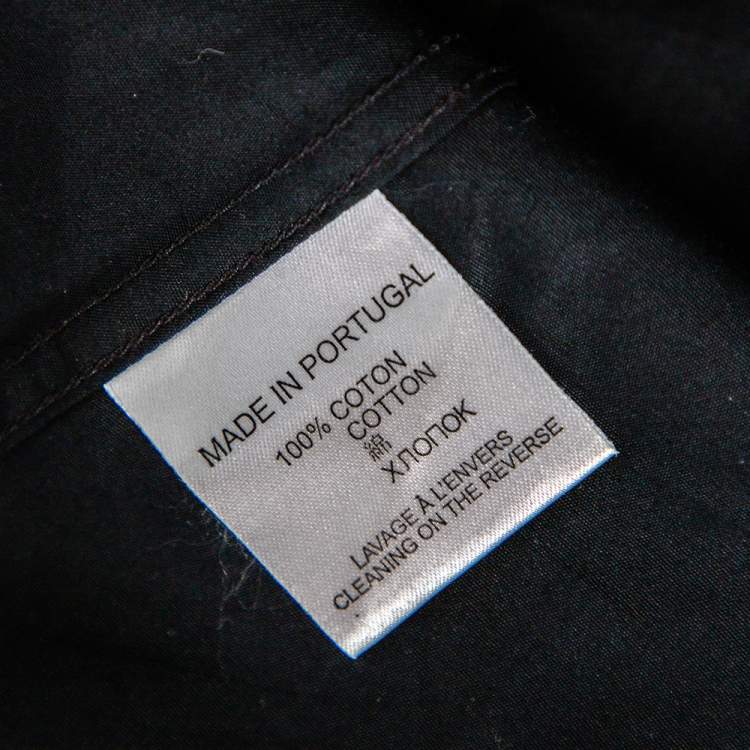 MADE IN PORTUGAL
100% COTON
COTTON
綿
ХЛОПОК
LAVAGE À L'ENVERS
CLEANING ON THE REVERSE